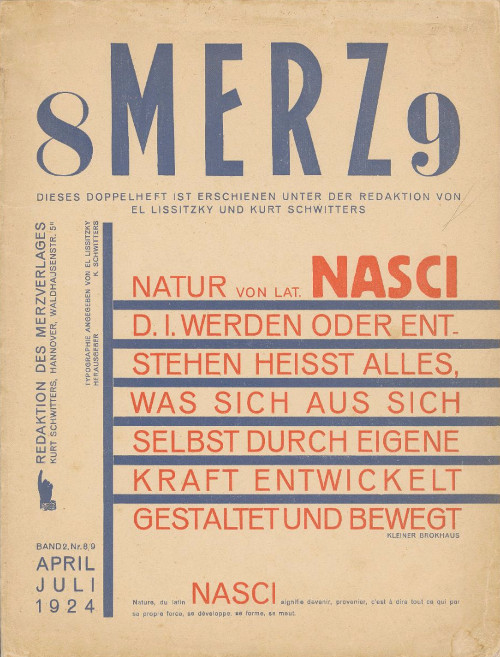 8 MERZ 9
DIESES DOPPELHEFT IST ERSCHIENEN UNTER DER REDAKTION VON
EL LISSITZKY UND KURT SCHWITTERS
REDAKTION DES MERZVERLAGES
KURT SCHWITTERS, HANNOVER, WALDHAUSENSTR. 5ᴵᴵ
TYPOGRAPHIE ANGEGEBEN VON EL LISSITZKY
HERAUSGEBER K. SCHWITTERS
NATUR VON LAT. NASCI
D. I. WERDEN ODER ENT-
STEHEN HEISST ALLES,
WAS SICH AUS SICH
SELBST DURCH EIGENE
KRAFT ENTWICKELT
GESTALTET UND BEWEGT
KLEINER BROKHAUS
BAND 2, Nr. 8/9
APRIL
JULI
1924
Nature, du latin NASCI signifie devenir, provenir, c'est à dire tout ce qui par
sa propre force, se développe, se forme, se meut.